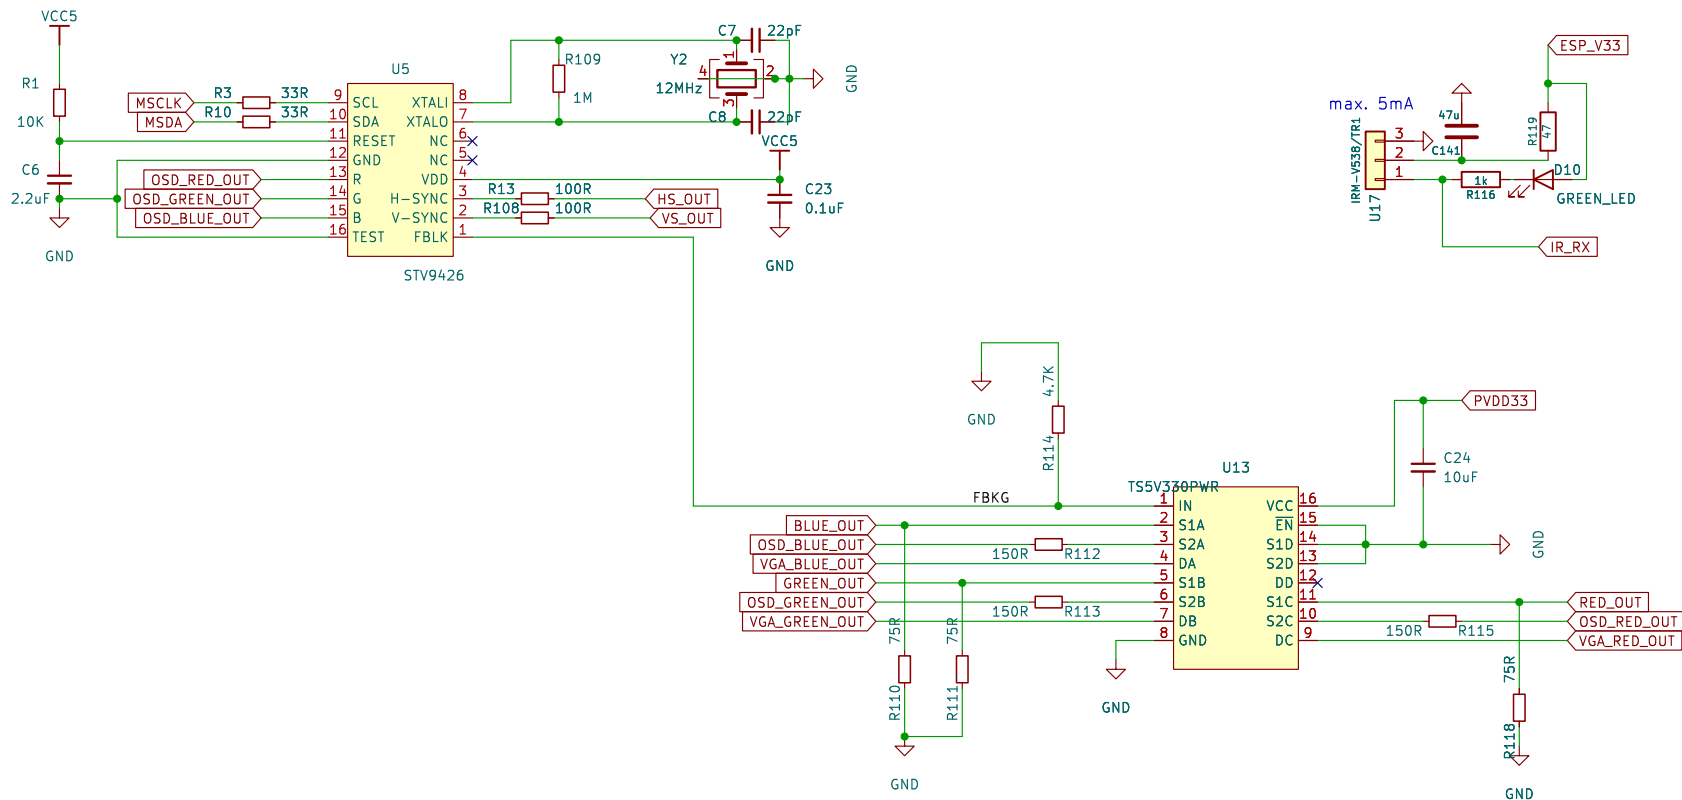 VCC5
R1
10K
C6
2.2uF
GND
MSCLK
R3
33R
MSDA
R10
33R
OSD_RED_OUT
OSD_GREEN_OUT
OSD_BLUE_OUT
U5
9 SCL XTALI 8
10 SDA XTALO 7
11 RESET NC 6
12 GND NC 5
13 R VDD 4
14 G H-SYNC 3
15 B V-SYNC 2
16 TEST FBLK 1
STV9426
R109
1M
C7 22pF
Y2
12MHz
1
4 2
3
C8 22pF
GND
VCC5
C23
0.1uF
GND
R13 100R
HS_OUT
R108 100R
VS_OUT
ESP_V33
max. 5mA
47u
C141
IRM-V538/TR1
U17
3
2
1
R119
47
D10
GREEN_LED
1k
R116
IR_RX
GND
4.7K
R114
FBKG
U13
TS5V330PWR
1 IN VCC 16
2 S1A EN 15
3 S2A S1D 14
4 DA S2D 13
5 S1B DD 12
6 S2B S1C 11
7 DB S2C 10
8 GND DC 9
PVDD33
C24
10uF
GND
BLUE_OUT
OSD_BLUE_OUT
150R R112
VGA_BLUE_OUT
GREEN_OUT
OSD_GREEN_OUT
150R R113
VGA_GREEN_OUT
75R
R110
75R
R111
GND
GND
RED_OUT
OSD_RED_OUT
150R R115
VGA_RED_OUT
75R
R118
GND